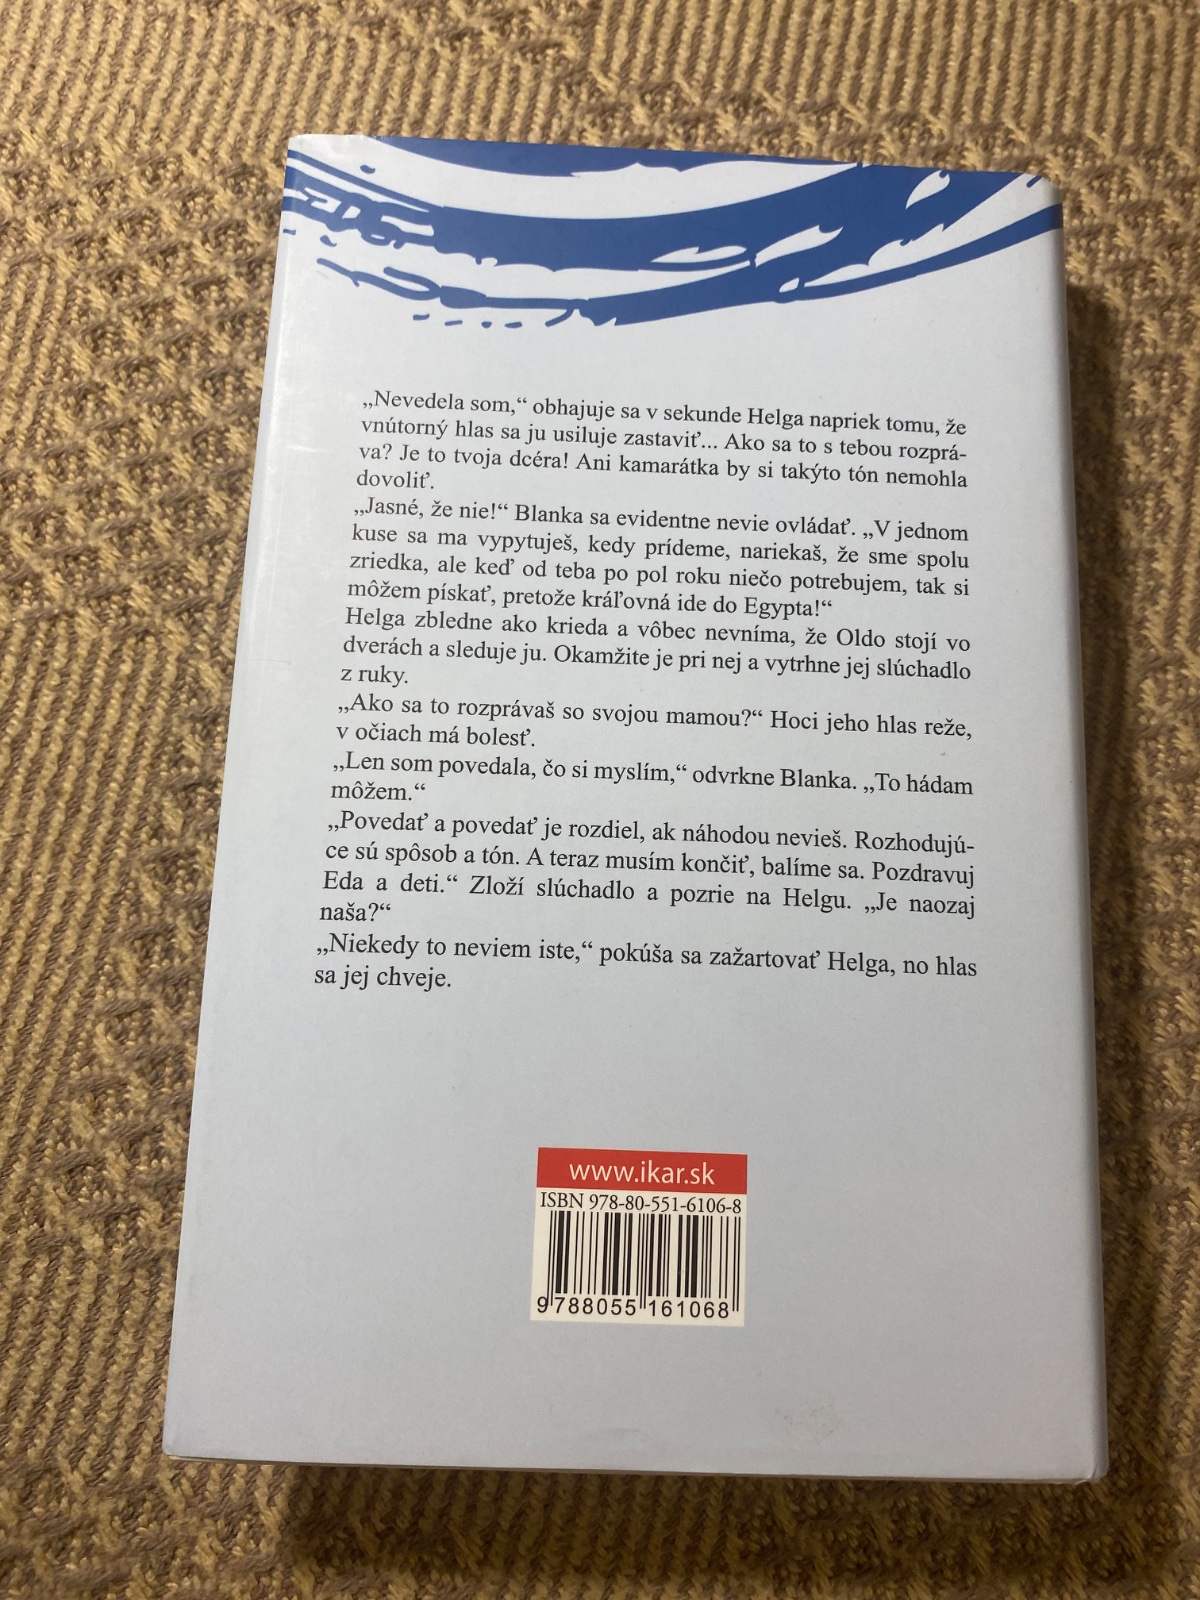 „Nevedela som,“ obhajuje sa v sekunde Helga napriek tomu, že
vnútorný hlas sa ju usiluje zastaviť... Ako sa to s tebou rozprá-
va? Je to tvoja dcéra! Ani kamarátka by si takýto tón nemohla
dovoliť.
„Jasné, že nie!“ Blanka sa evidentne nevie ovládať. „V jednom
kuse sa ma vypytuješ, kedy prídeme, nariekaš, že sme spolu
zriedka, ale keď od teba po pol roku niečo potrebujem, tak si
môžem pískať, pretože kráľovná ide do Egypta!“
Helga zbledne ako krieda a vôbec nevníma, že Oldo stojí vo
dverách a sleduje ju. Okamžite je pri nej a vytrhne jej slúchadlo
z ruky.
„Ako sa to rozprávaš so svojou mamou?“ Hoci jeho hlas reže,
v očiach má bolesť.
„Len som povedala, čo si myslím,“ odvrkne Blanka. „To hádam
môžem.“
„Povedať a povedať je rozdiel, ak náhodou nevieš. Rozhodujú-
ce sú spôsob a tón. A teraz musím končiť, balíme sa. Pozdravuj
Eda a deti.“ Zloží slúchadlo a pozrie na Helgu. „Je naozaj
naša?“
„Niekedy to neviem iste,“ pokúša sa zažartovať Helga, no hlas
sa jej chveje.
www.ikar.sk
ISBN 978-80-551-6106-8
9 788055 161068